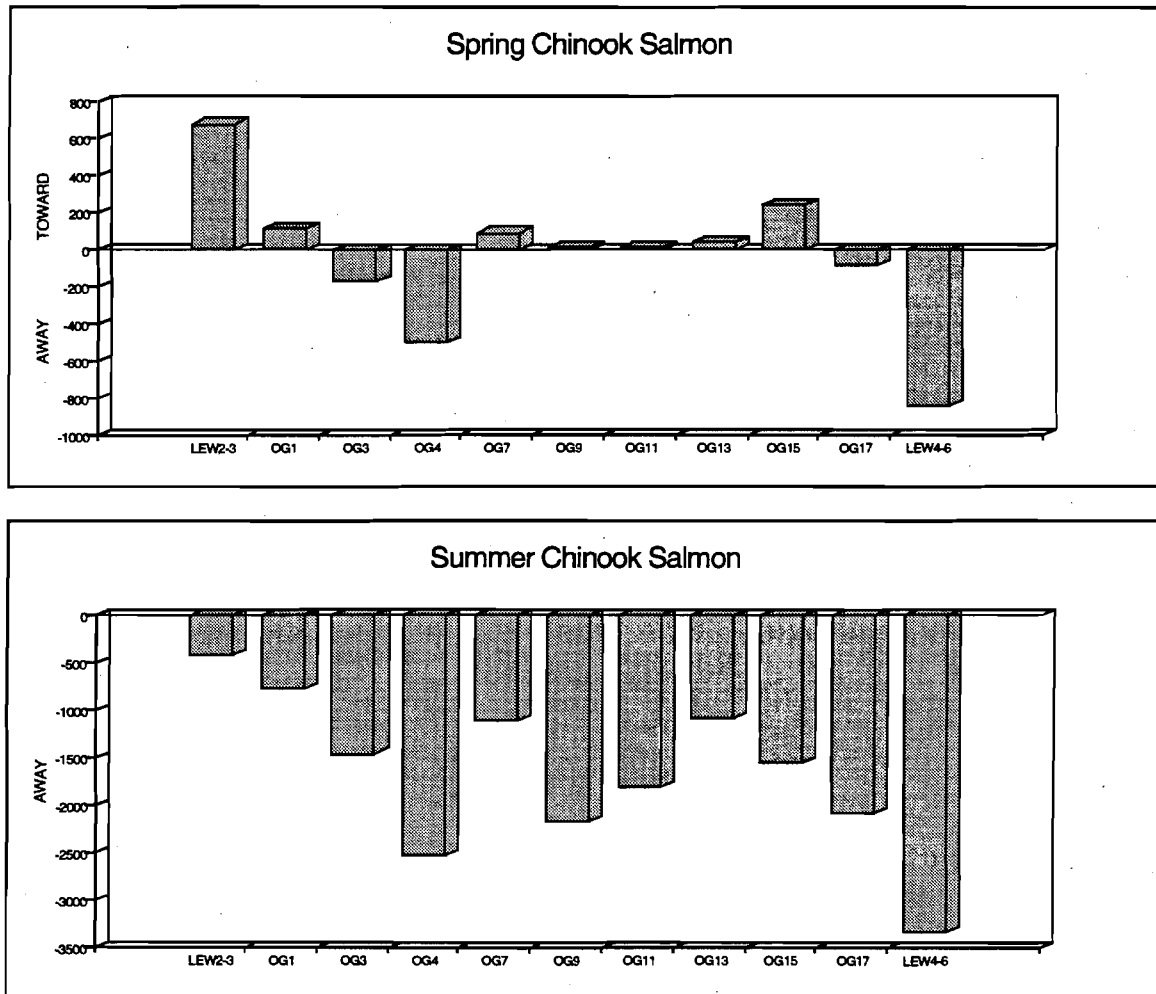 Spring Chinook Salmon
TOWARD
AWAY
800
600
400
200
0
-200
-400
-600
-800
-1000
LEW2-3 OG1 OG3 OG4 OG7 OG9 OG11 OG13 OG15 OG17 LEW4-6
Summer Chinook Salmon
AWAY
0
-500
-1000
-1500
-2000
-2500
-3000
-3500
LEW2-3 OG1 OG3 OG4 OG7 OG9 OG11 OG13 OG15 OG17 LEW4-6